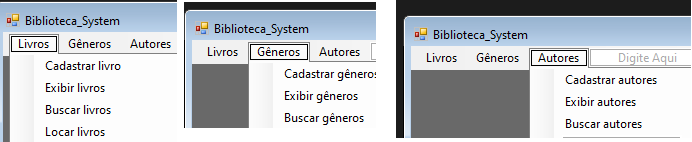 Biblioteca_System
Livros Gêneros Autores
Cadastrar livro
Exibir livros
Buscar livros
Locar livros
Biblioteca_System
Livros Gêneros Autores
Cadastrar gêneros
Exibir gêneros
Buscar gêneros
Biblioteca_System
Livros Gêneros Autores Digite Aqui
Cadastrar autores
Exibir autores
Buscar autores